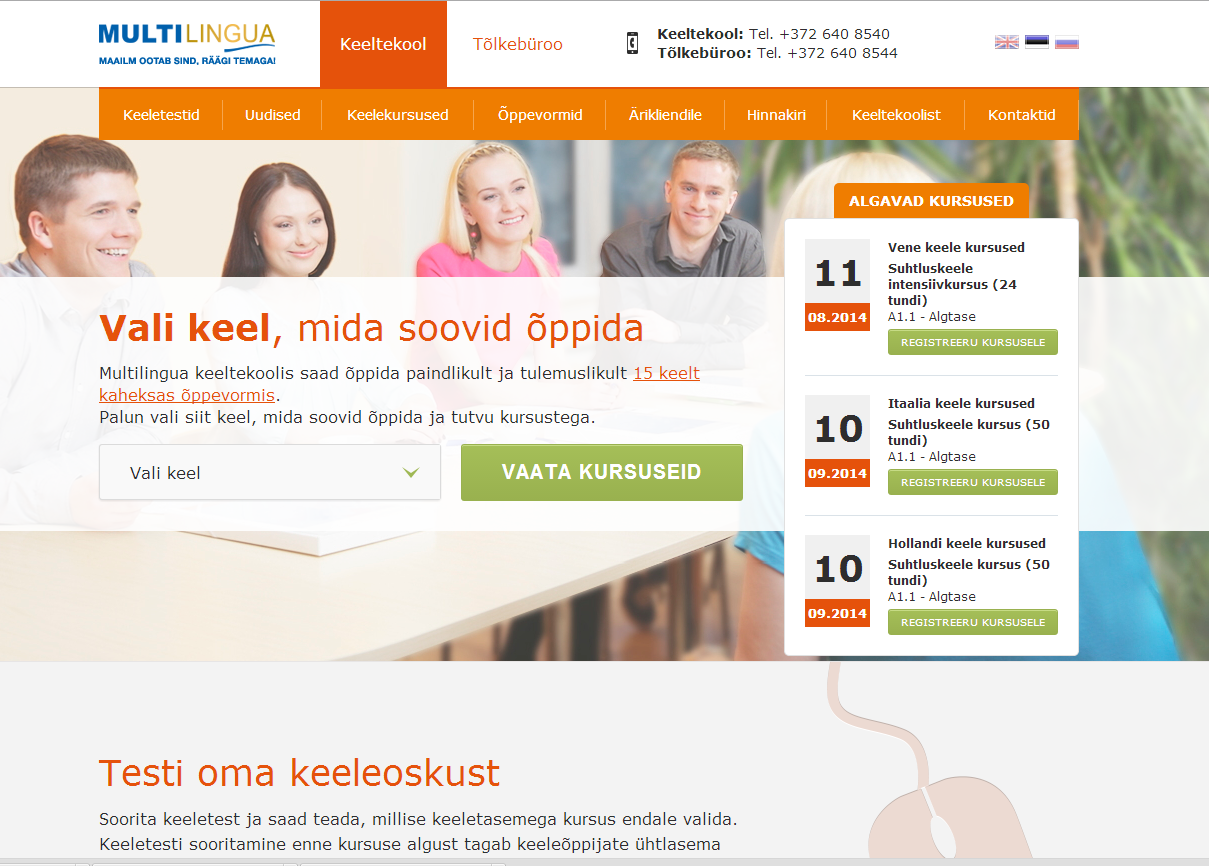 MULTILINGUA
MAAILM OOTAB SIND, RÄÄGI TEMAGA!
Keeltekool
Tõlkebüroo
Keeltekool: Tel. +372 640 8540
Tõlkebüroo: Tel. +372 640 8544
Keeletestid
Uudised
Keelekursused
Õppevormid
Ärikliendile
Hinnakiri
Keeltekoolist
Kontaktid
Vali keel, mida soovid õppida
Multilingua keeltekoolis saad õppida paindlikult ja tulemuslikult 15 keelt
kaheksas õppevormis.
Palun vali siit keel, mida soovid õppida ja tutvu kursustega.
Vali keel
VAATA KURSUSEID
ALGAVAD KURSUSED
11
08.2014
Vene keele kursused
Suhtluskeele
intensiivkursus (24
tundi)
A1.1 - Algtase
REGISTREERU KURSUSELE
10
09.2014
Itaalia keele kursused
Suhtluskeele kursus (50
tundi)
A1.1 - Algtase
REGISTREERU KURSUSELE
10
09.2014
Hollandi keele kursused
Suhtluskeele kursus (50
tundi)
A1.1 - Algtase
REGISTREERU KURSUSELE
Testi oma keeleoskust
Soorita keeletest ja saad teada, millise keeletasemega kursus endale valida.
Keeletesti sooritamine enne kursuse algust tagab keeleõppijate ühtlasema